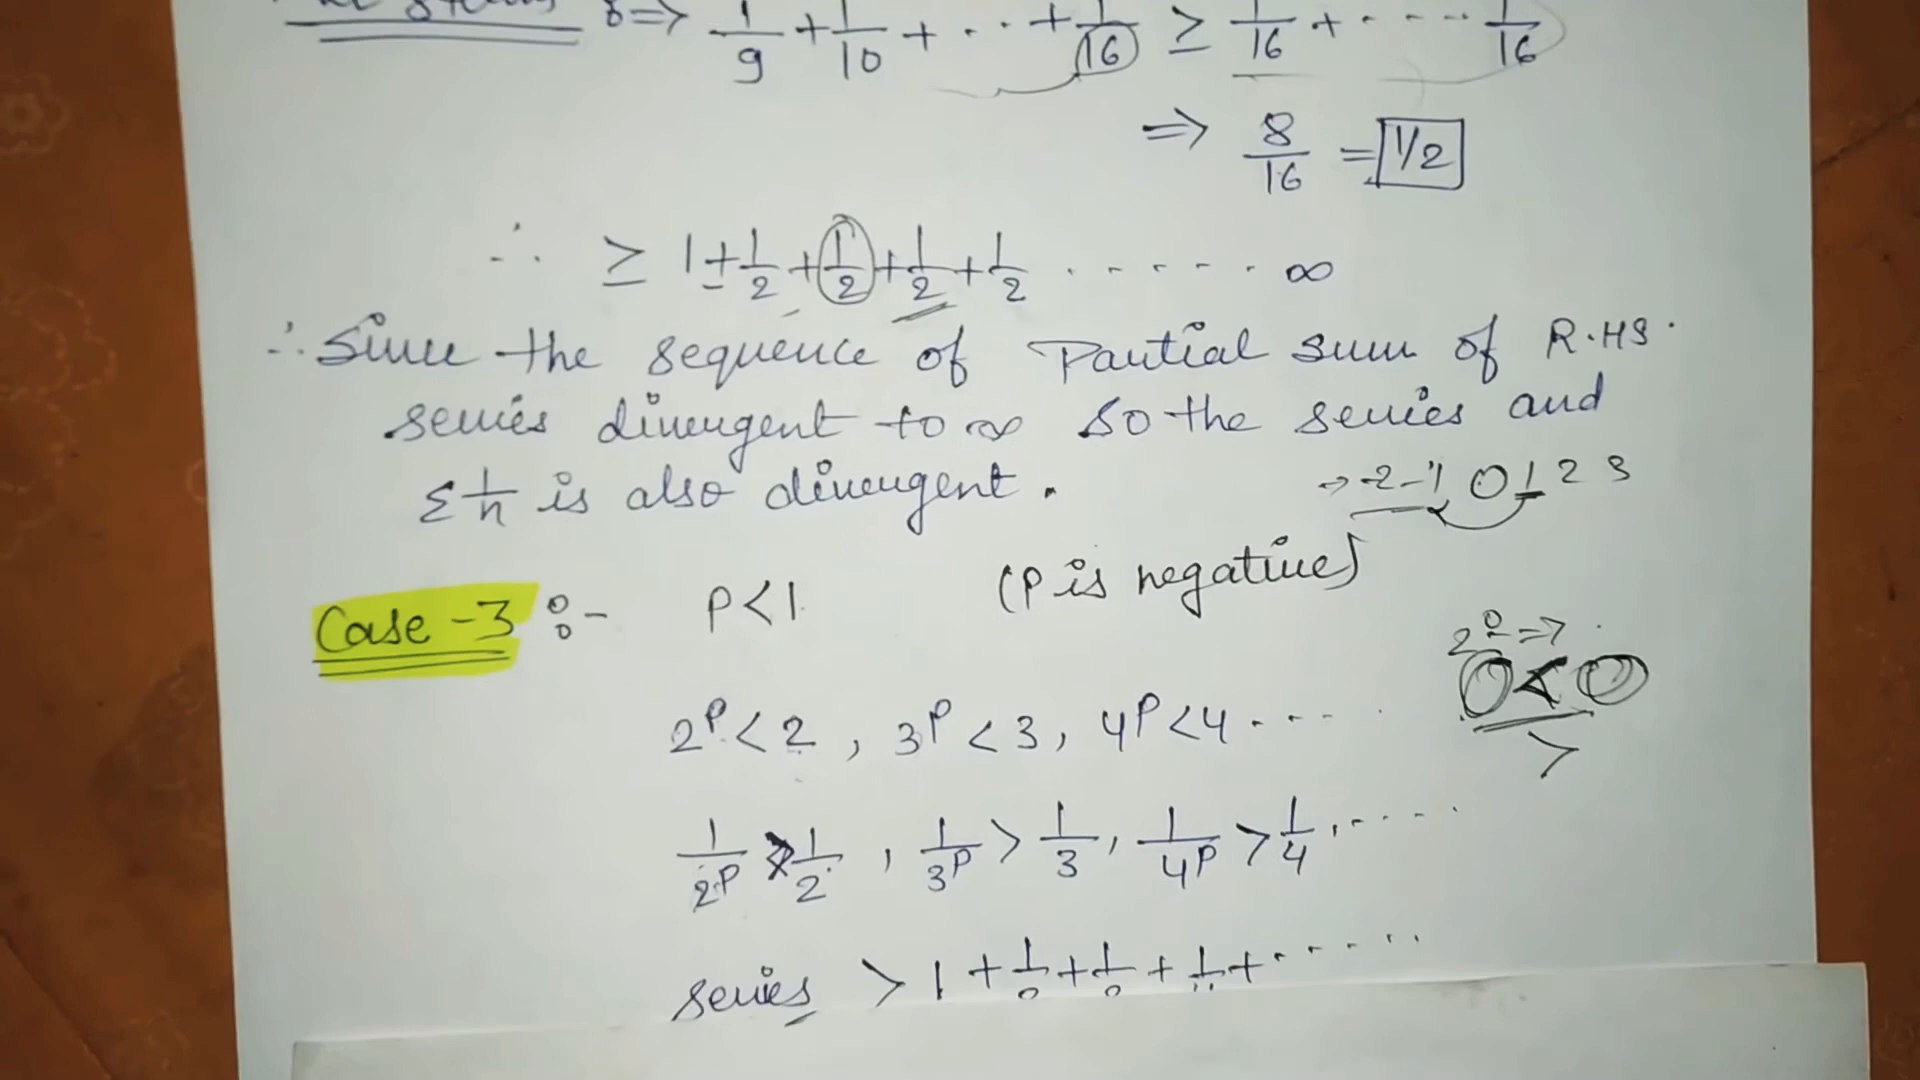 ⇒ 1/9 + 1/10 + ... + 1/16 ≥ 1/16 + ..... 1/16
⇒ 8/16 = 1/2
∴ ≥ 1 + 1/2 + 1/2 + 1/2 + 1/2 ....... ∞
∴ Since the sequence of Partial sum of R.HS.
series divergent to ∞ so the series and
Σ 1/n is also divergent.
→ -2 -1 0 1 2 3
Case -3 :- P<1 (P is negative)
2⁰ ⇒
0 < 0
2^P < 2 , 3^P < 3, 4^P < 4 ....
>
1/2^P > 1/2 , 1/3^P > 1/3 , 1/4^P > 1/4 , .....
series > 1 +